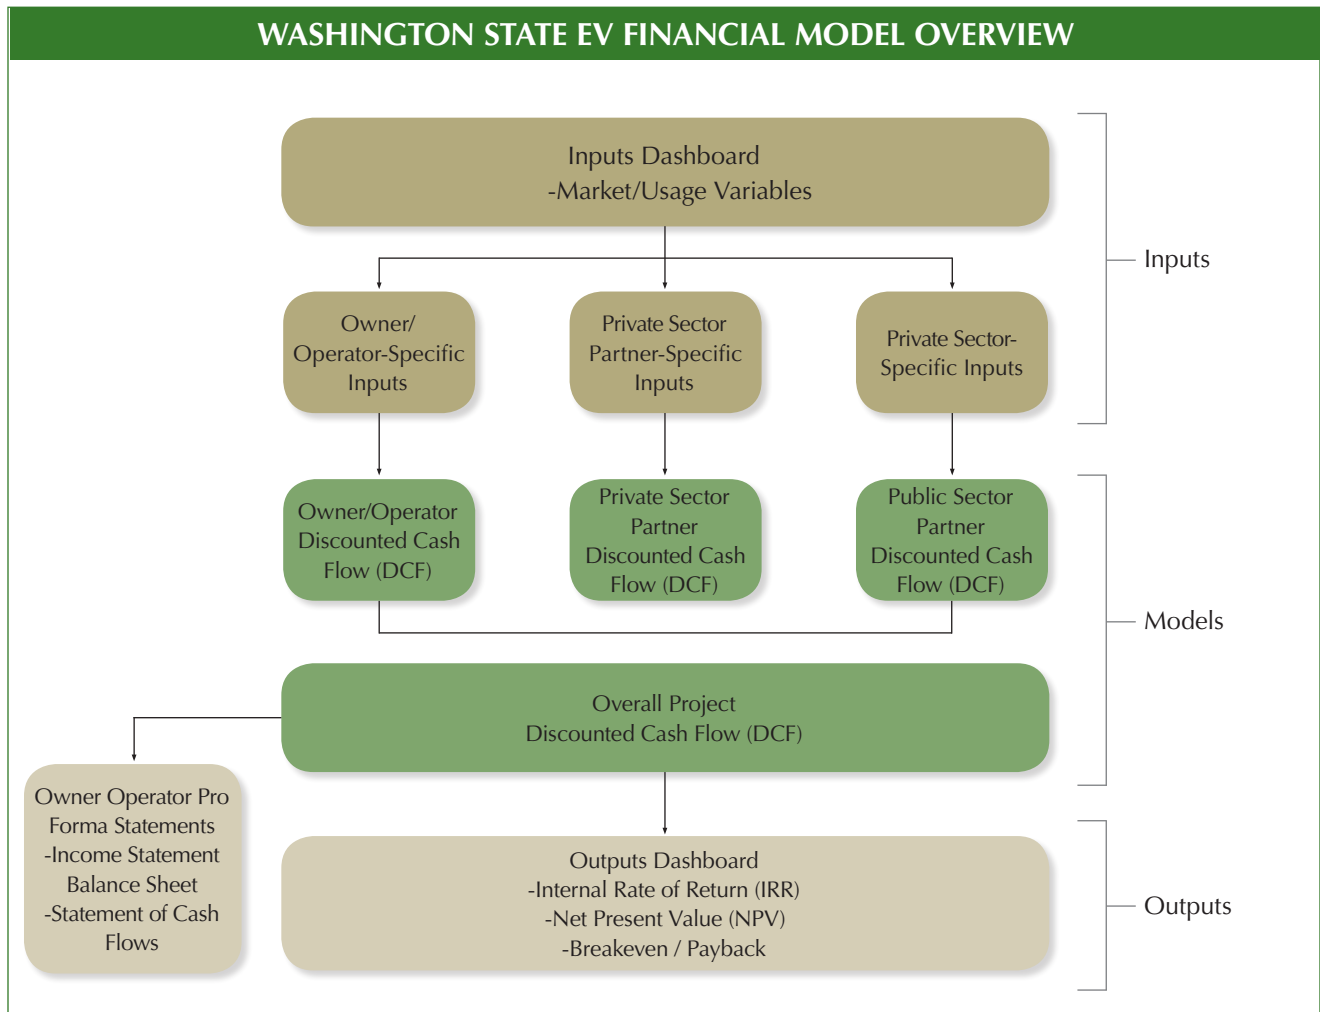 WASHINGTON STATE EV FINANCIAL MODEL OVERVIEW
Inputs Dashboard
-Market/Usage Variables
Inputs
Owner/
Operator-Specific
Inputs
Private Sector
Partner-Specific
Inputs
Private Sector-
Specific Inputs
Owner/Operator
Discounted Cash
Flow (DCF)
Private Sector
Partner
Discounted Cash
Flow (DCF)
Public Sector
Partner
Discounted Cash
Flow (DCF)
Models
Overall Project
Discounted Cash Flow (DCF)
Owner Operator Pro
Forma Statements
-Income Statement
Balance Sheet
-Statement of Cash
Flows
Outputs Dashboard
-Internal Rate of Return (IRR)
-Net Present Value (NPV)
-Breakeven / Payback
Outputs